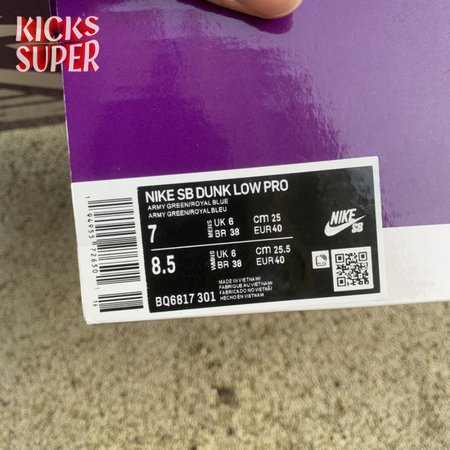 KICKS
SUPER
NIKE SB DUNK LOW PRO
ARMY GREEN/ROYAL BLUE
ARMY GREEN/ROYAL BLEU
7 MENS UK 6 CM 25
BR 38 EUR 40
8.5 WMNS UK 6 CM 25.5
BR 38 EUR 40
BQ6817 301
MADE IN VIETNAM/
FABRIQUE AU VIETNAM/
FABRICADO NO VIETNÃ/
HECHO EN VIETNAM
NIKE
SB